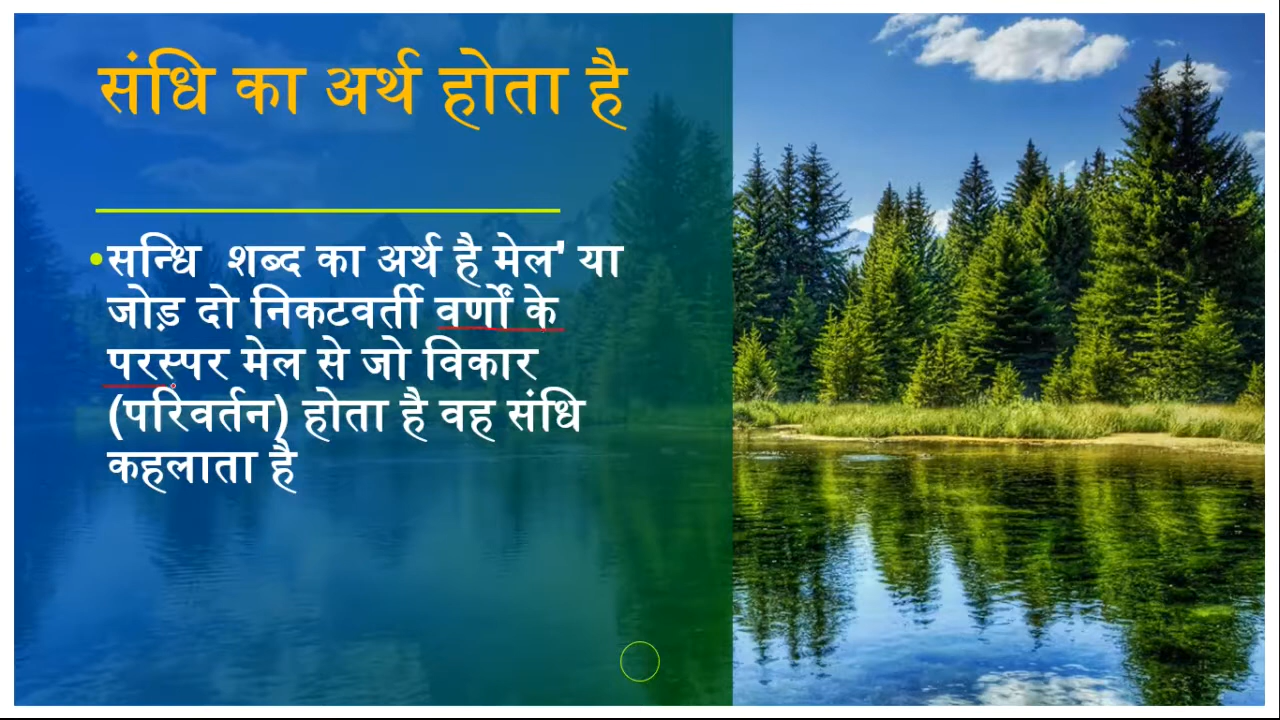 संधि का अर्थ होता है
•सन्धि शब्द का अर्थ है मेल' या
जोड़ दो निकटवर्ती वर्णों के
परस्पर मेल से जो विकार
(परिवर्तन) होता है वह संधि
कहलाता है